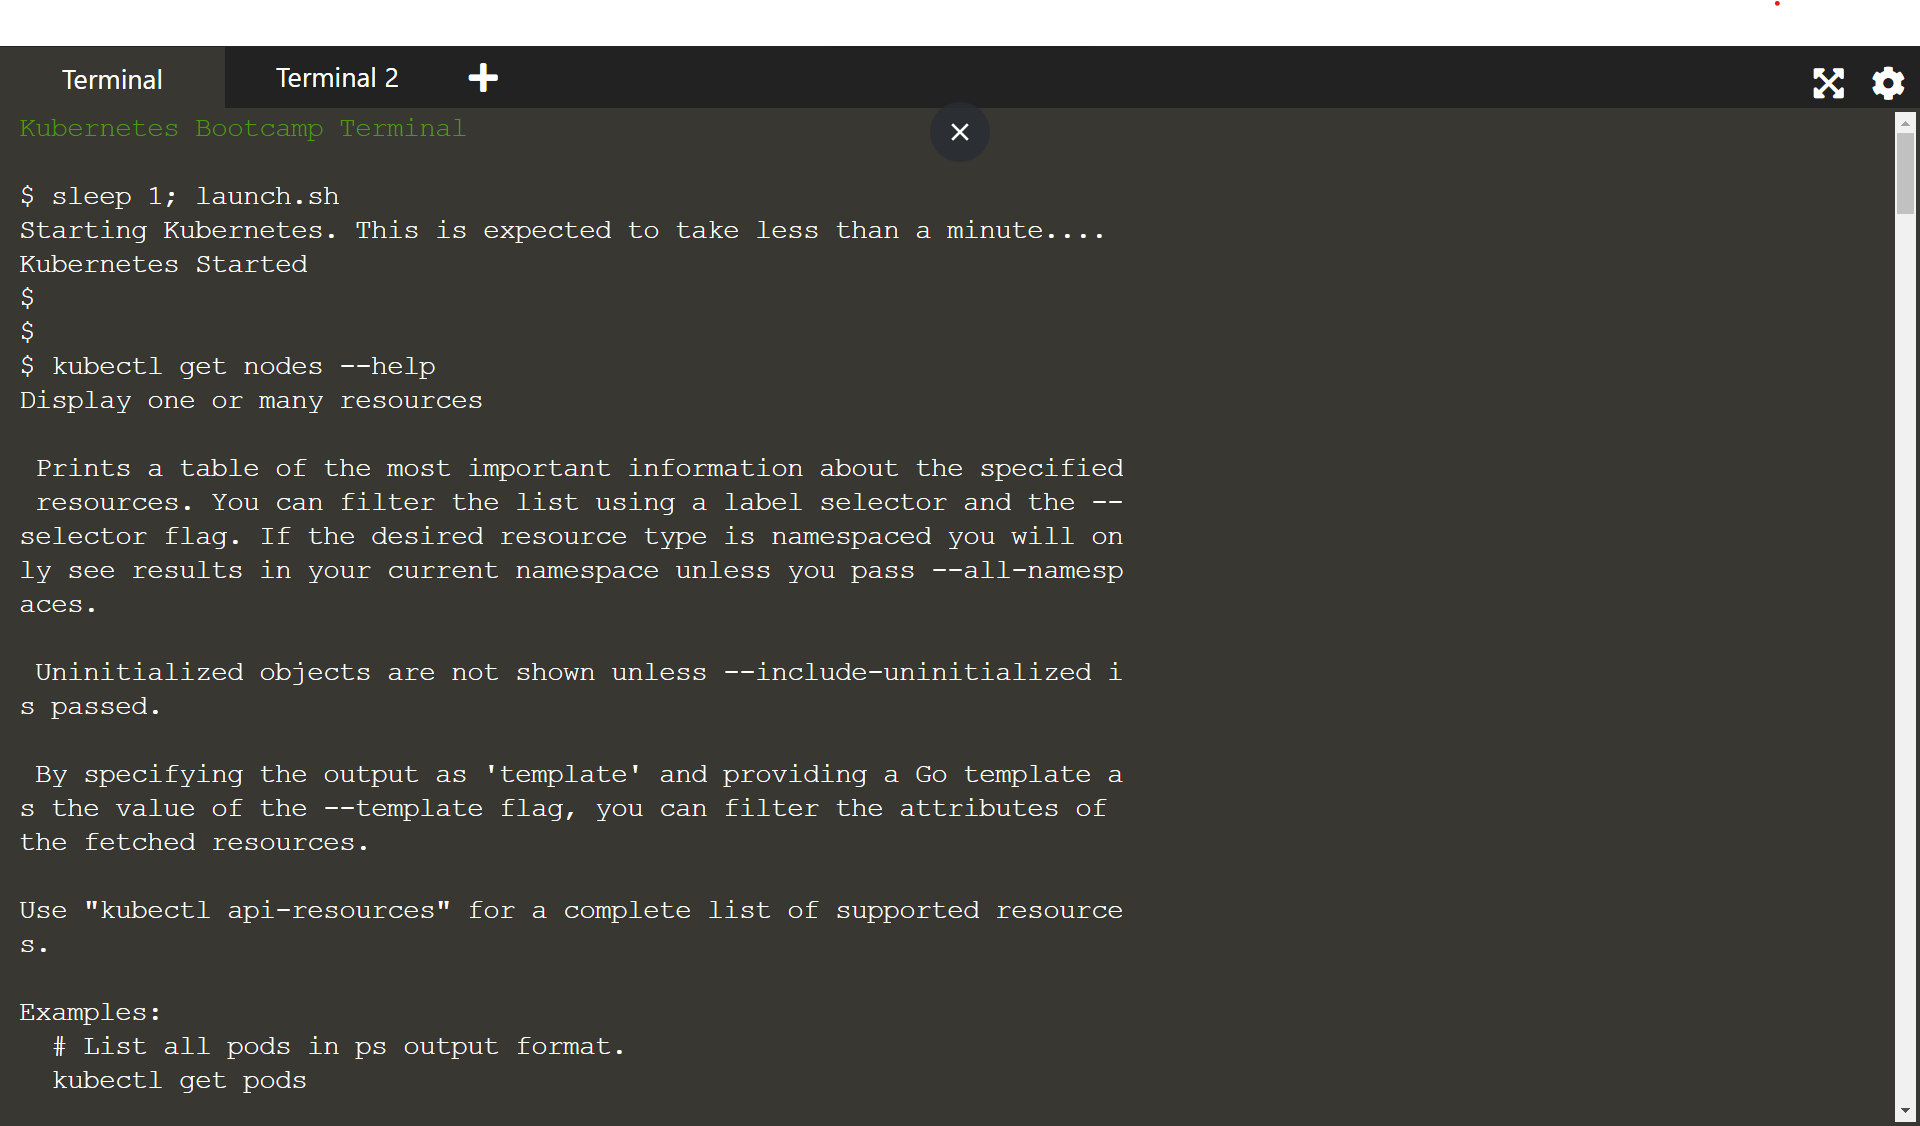 Terminal
Terminal 2
Kubernetes Bootcamp Terminal
$ sleep 1; launch.sh
Starting Kubernetes. This is expected to take less than a minute....
Kubernetes Started
$
$
$ kubectl get nodes --help
Display one or many resources
Prints a table of the most important information about the specified
resources. You can filter the list using a label selector and the --
selector flag. If the desired resource type is namespaced you will on
ly see results in your current namespace unless you pass --all-namesp
aces.
Uninitialized objects are not shown unless --include-uninitialized i
s passed.
By specifying the output as 'template' and providing a Go template a
s the value of the --template flag, you can filter the attributes of
the fetched resources.
Use "kubectl api-resources" for a complete list of supported resource
s.
Examples:
# List all pods in ps output format.
kubectl get pods